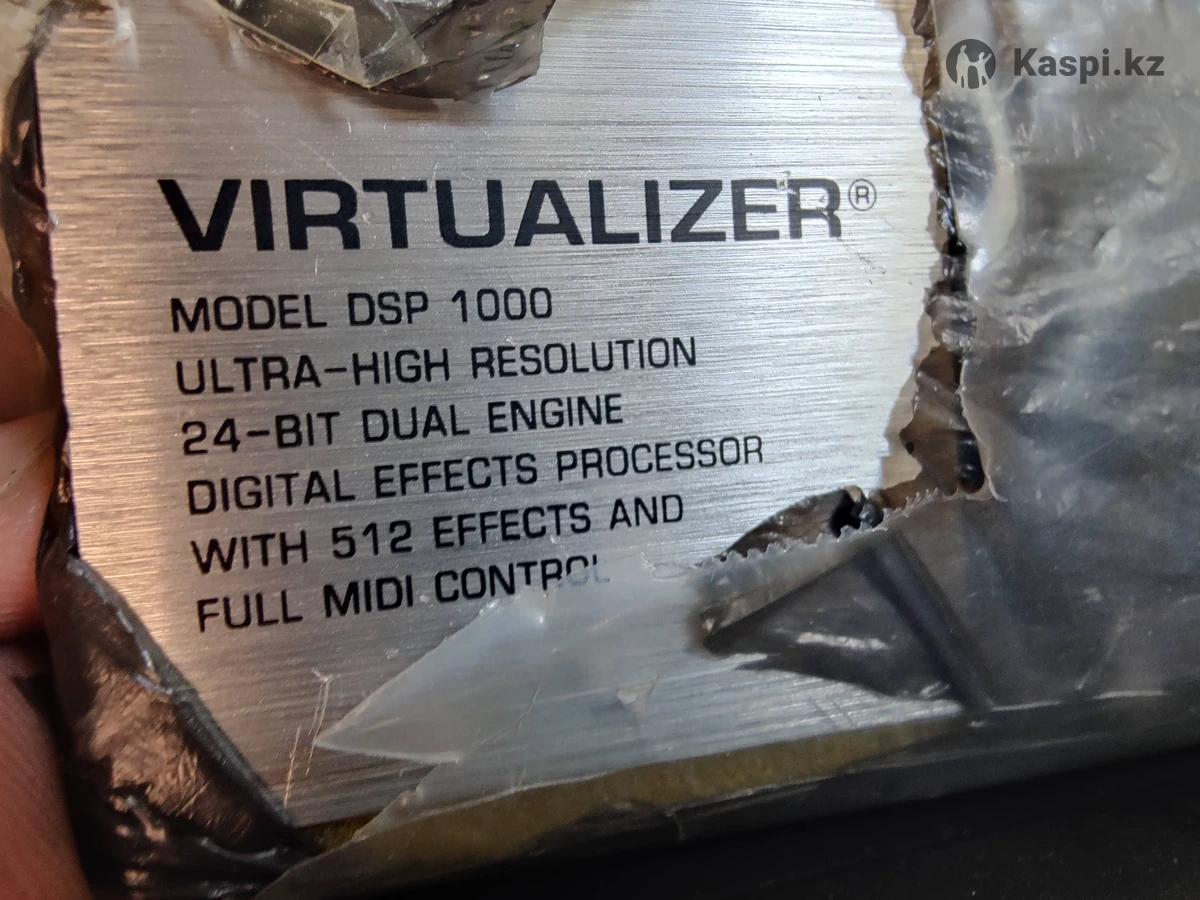 Kaspi.kz
VIRTUALIZER®
MODEL DSP 1000
ULTRA-HIGH RESOLUTION
24-BIT DUAL ENGINE
DIGITAL EFFECTS PROCESSOR
WITH 512 EFFECTS AND
FULL MIDI CONTROL